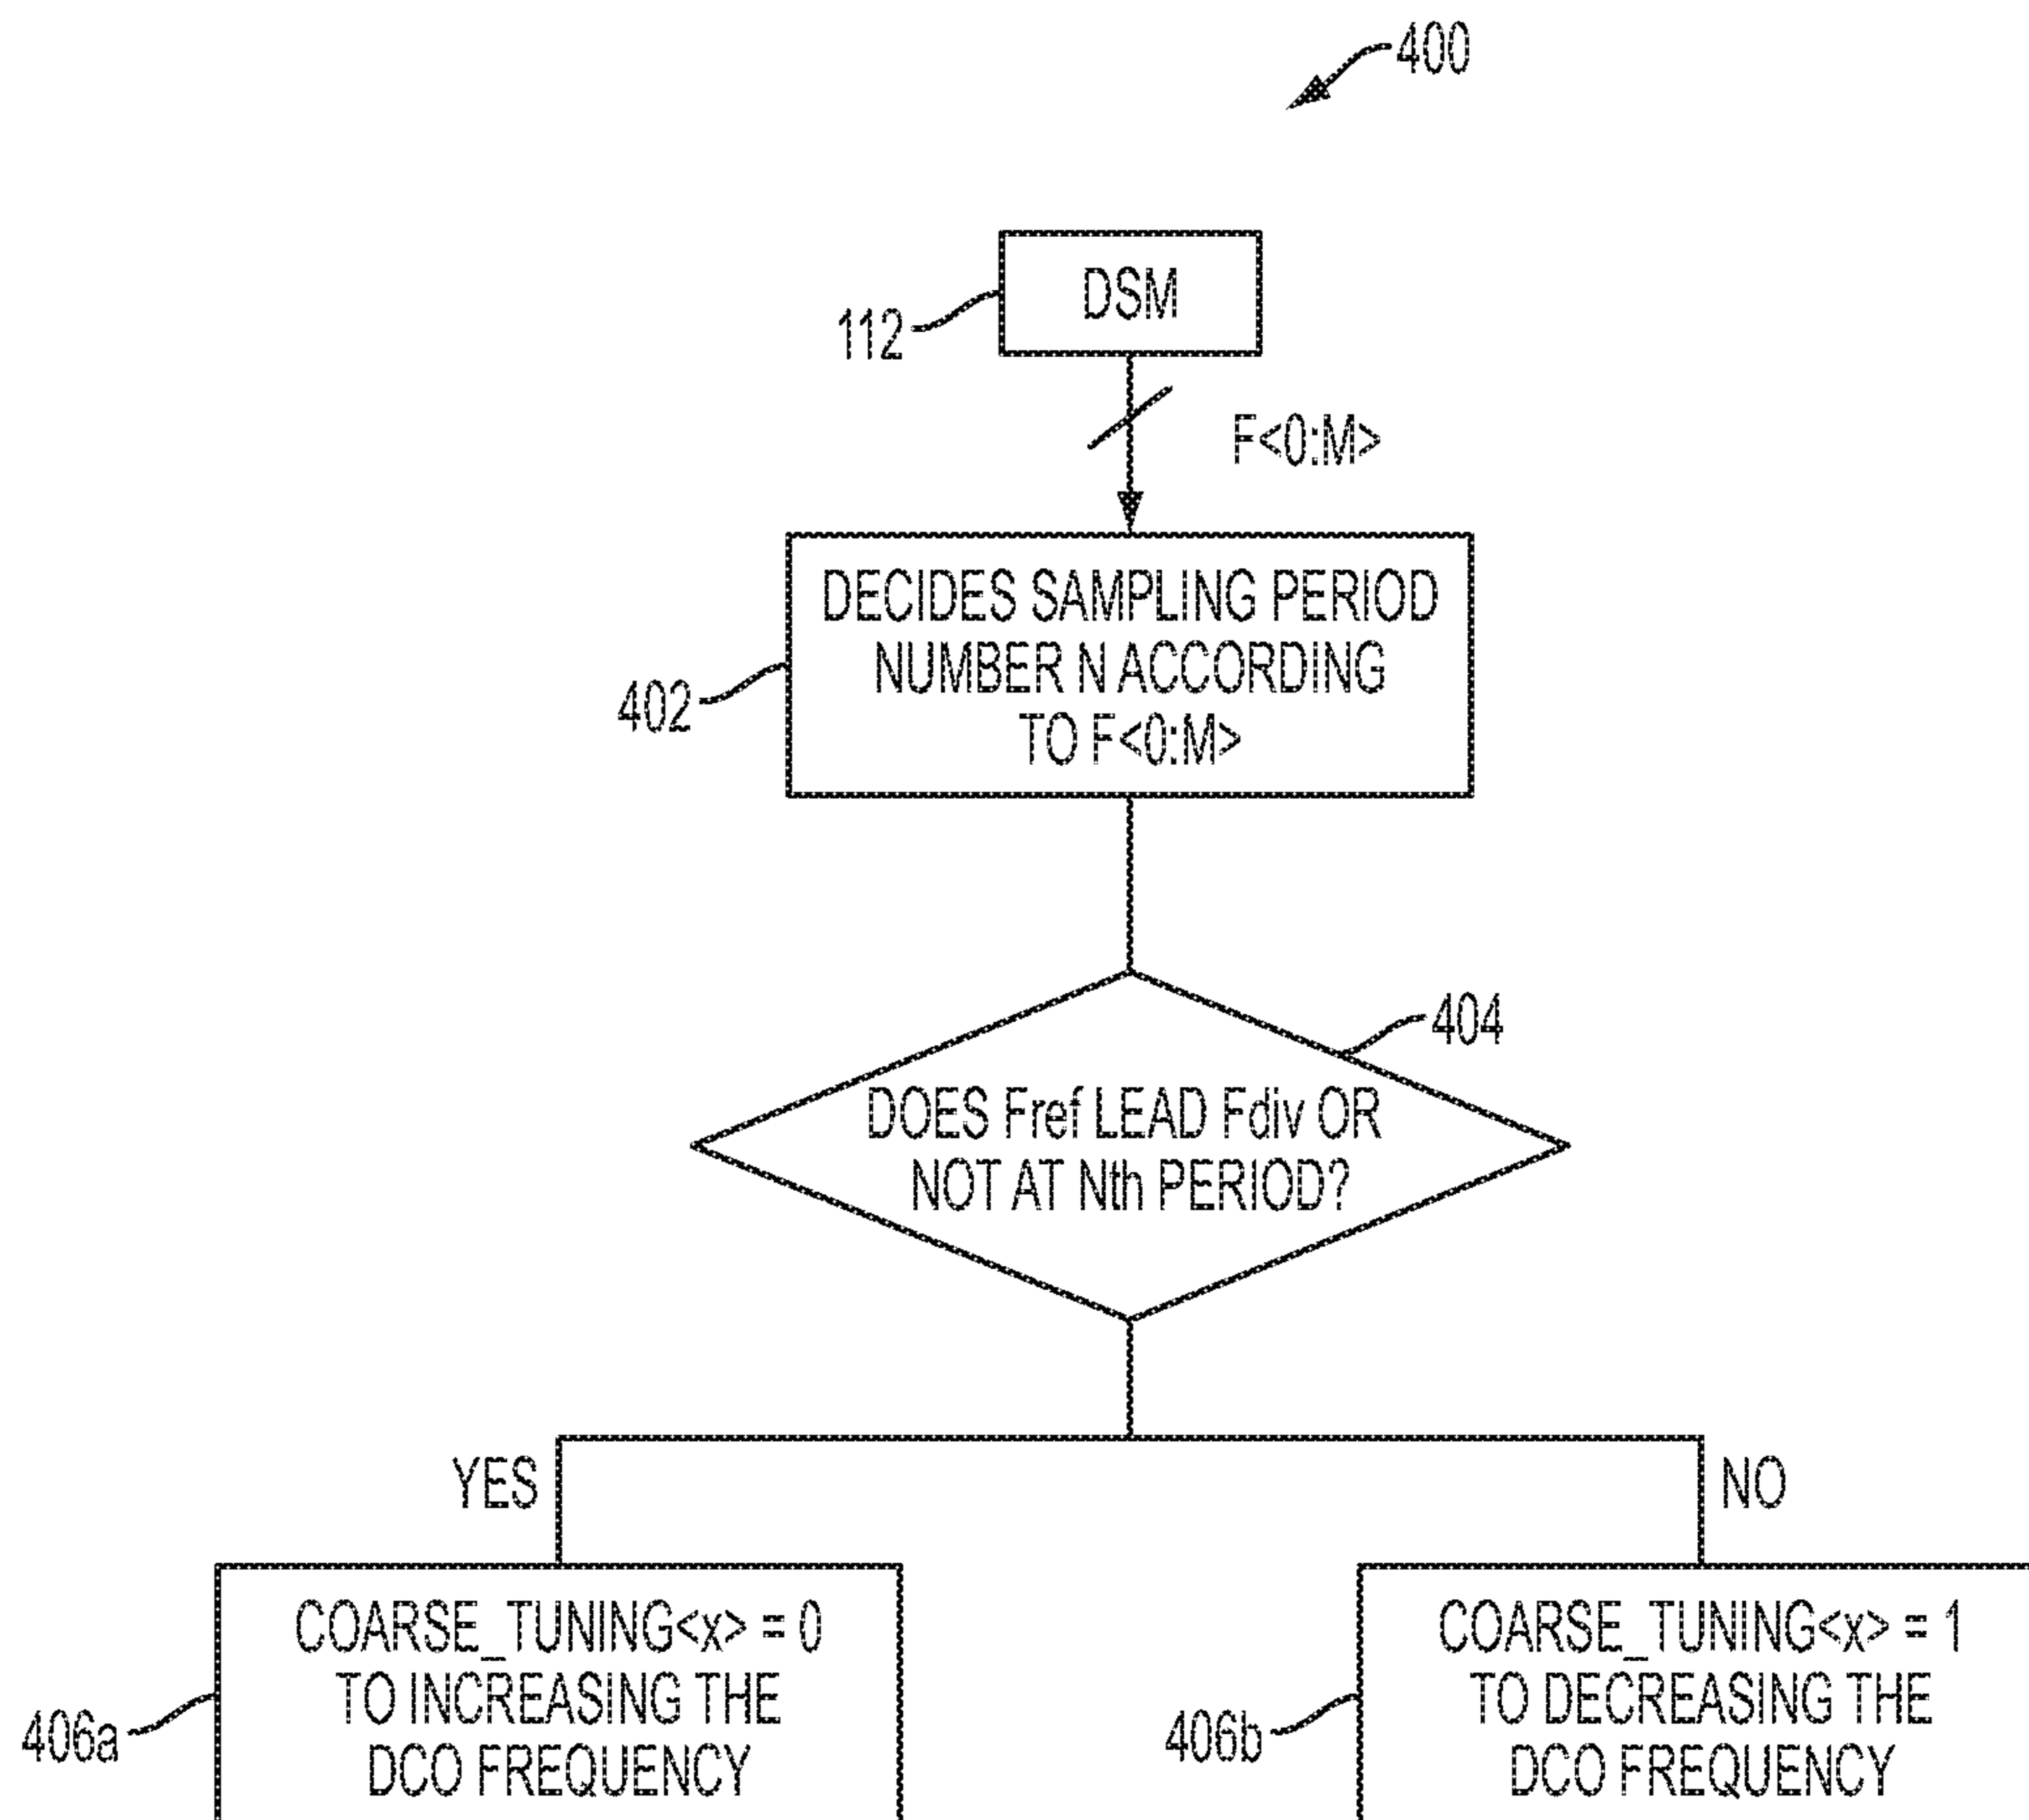 400
DSM
112
F<0:M>
DECIDES SAMPLING PERIOD
NUMBER N ACCORDING
TO F<0:M>
402
404
DOES Fref LEAD Fdiv OR
NOT AT Nth PERIOD?
YES
NO
COARSE_TUNING<x> = 0
TO INCREASING THE
DCO FREQUENCY
406a
COARSE_TUNING<x> = 1
TO DECREASING THE
DCO FREQUENCY
406b